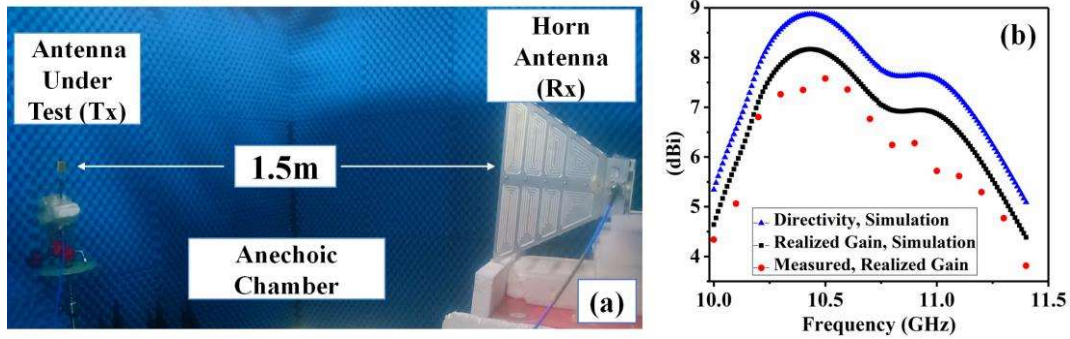 Antenna
Under
Test (Tx)
Horn
Antenna
(Rx)
1.5m
Anechoic
Chamber
(a)
(b)
9
8
7
6
5
4
(dBi)
Directivity, Simulation
Realized Gain, Simulation
Measured, Realized Gain
10.0
10.5
11.0
11.5
Frequency (GHz)